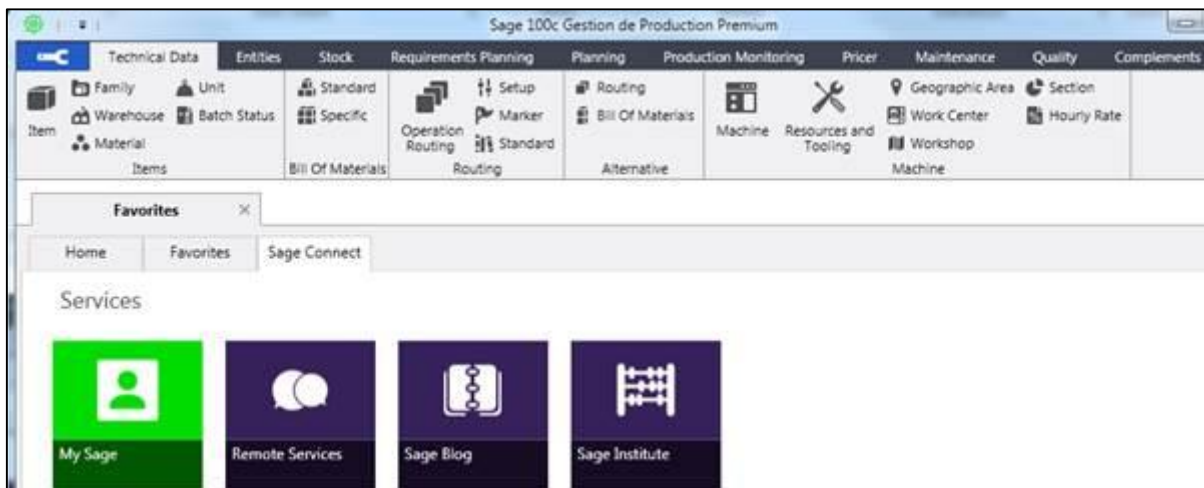 Sage 100c Gestion de Production Premium
Technical Data Entities Stock Requirements Planning Planning Production Monitoring Pricer Maintenance Quality Complements
Item
Family
Warehouse
Material
Unit
Batch Status
Items
Standard
Specific
Bill Of Materials
Operation
Routing
Setup
Marker
Standard
Routing
Routing
Bill Of Materials
Alternative
Machine
Resources and
Tooling
Geographic Area
Work Center
Workshop
Section
Hourly Rate
Machine
Favorites
Home Favorites Sage Connect
Services
My Sage Remote Services Sage Blog Sage Institute